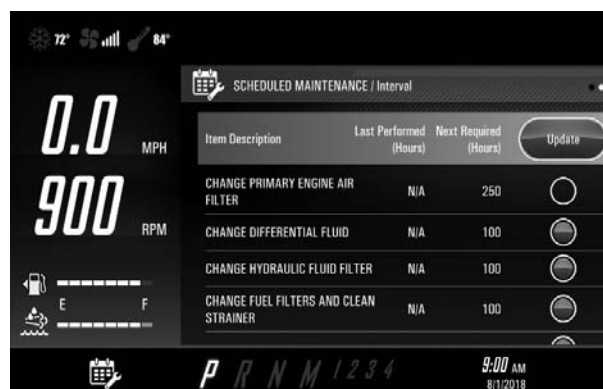 72° 84°
SCHEDULED MAINTENANCE / Interval
0.0 MPH
900 RPM
E F
Item Description Last Performed (Hours) Next Required (Hours) Update
CHANGE PRIMARY ENGINE AIR
FILTER N/A 250
CHANGE DIFFERENTIAL FLUID N/A 100
CHANGE HYDRAULIC FLUID FILTER N/A 100
CHANGE FUEL FILTERS AND CLEAN
STRAINER N/A 100
P R N M 1 2 3 4
9:00 AM
8/1/2018